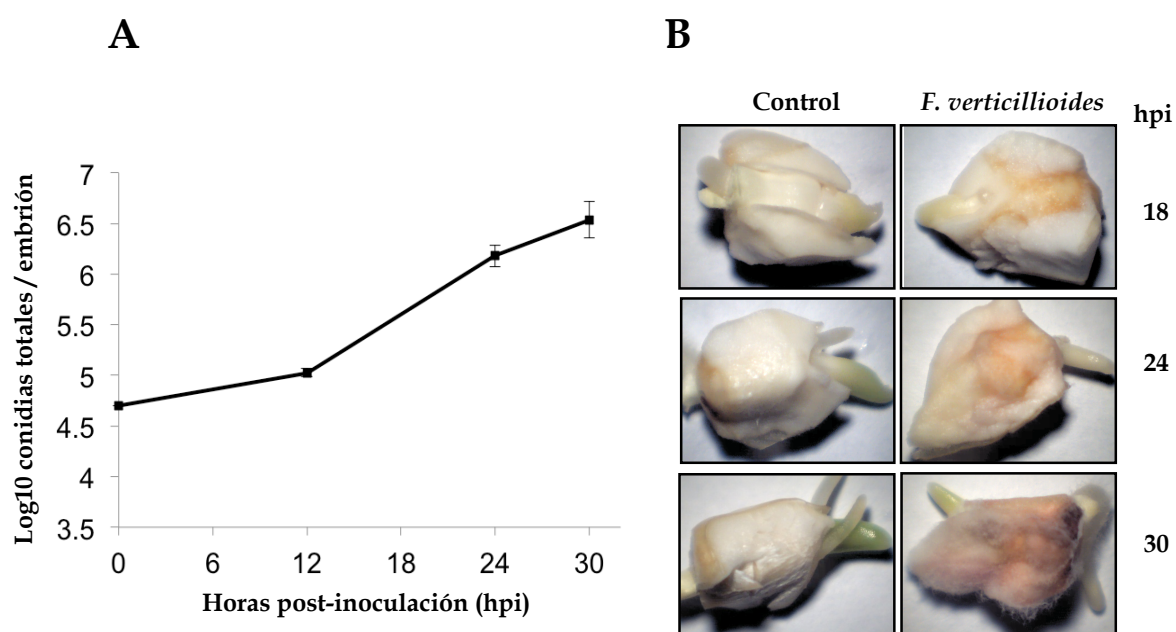 A
B
Control
F. verticillioides
hpi
7
6.5
6
5.5
5
4.5
4
3.5
Log10 conidias totales / embrión
0 6 12 18 24 30
Horas post-inoculación (hpi)
18
24
30